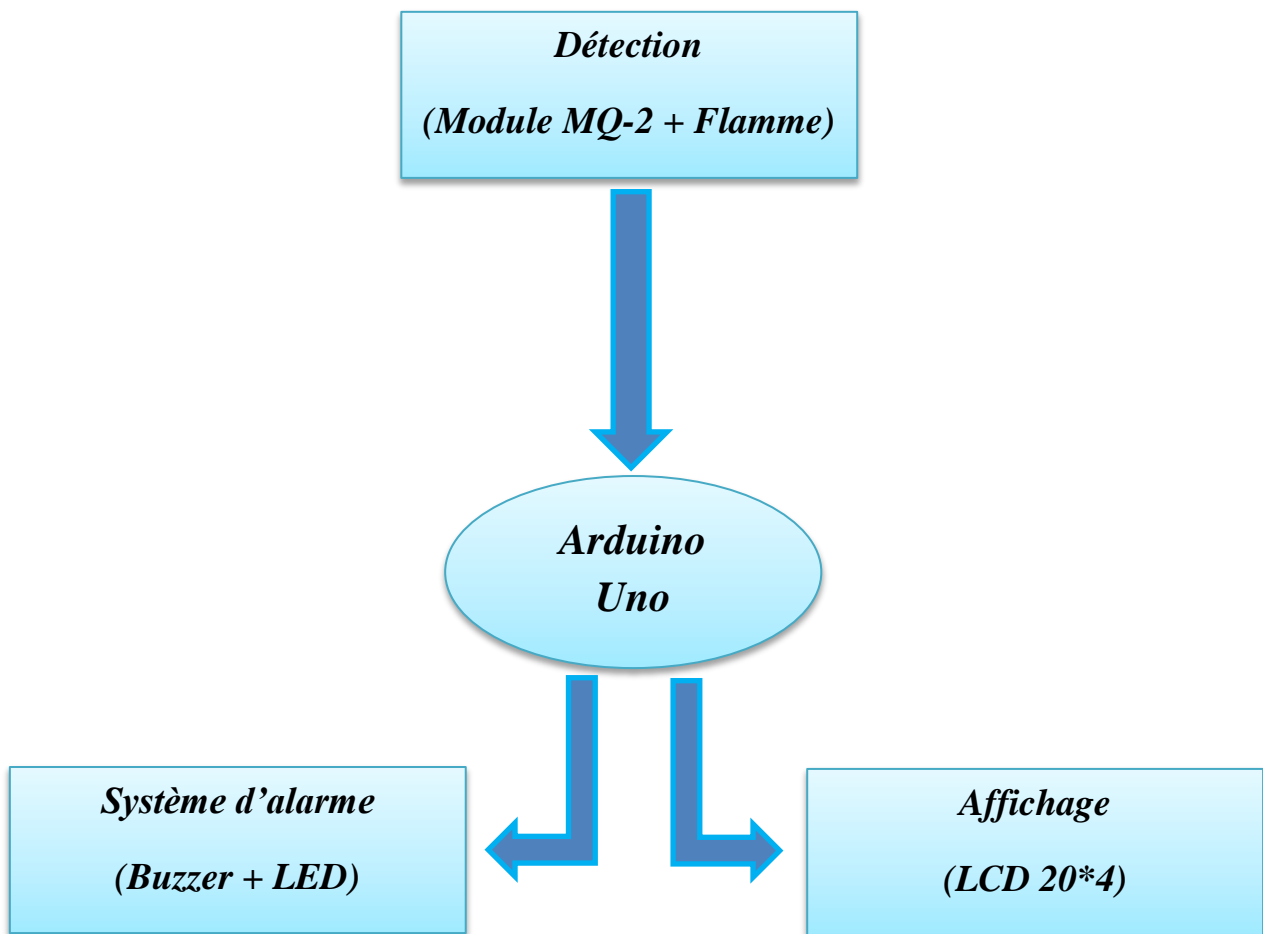 Détection
(Module MQ-2 + Flamme)
Arduino
Uno
Système d’alarme
(Buzzer + LED)
Affichage
(LCD 20*4)